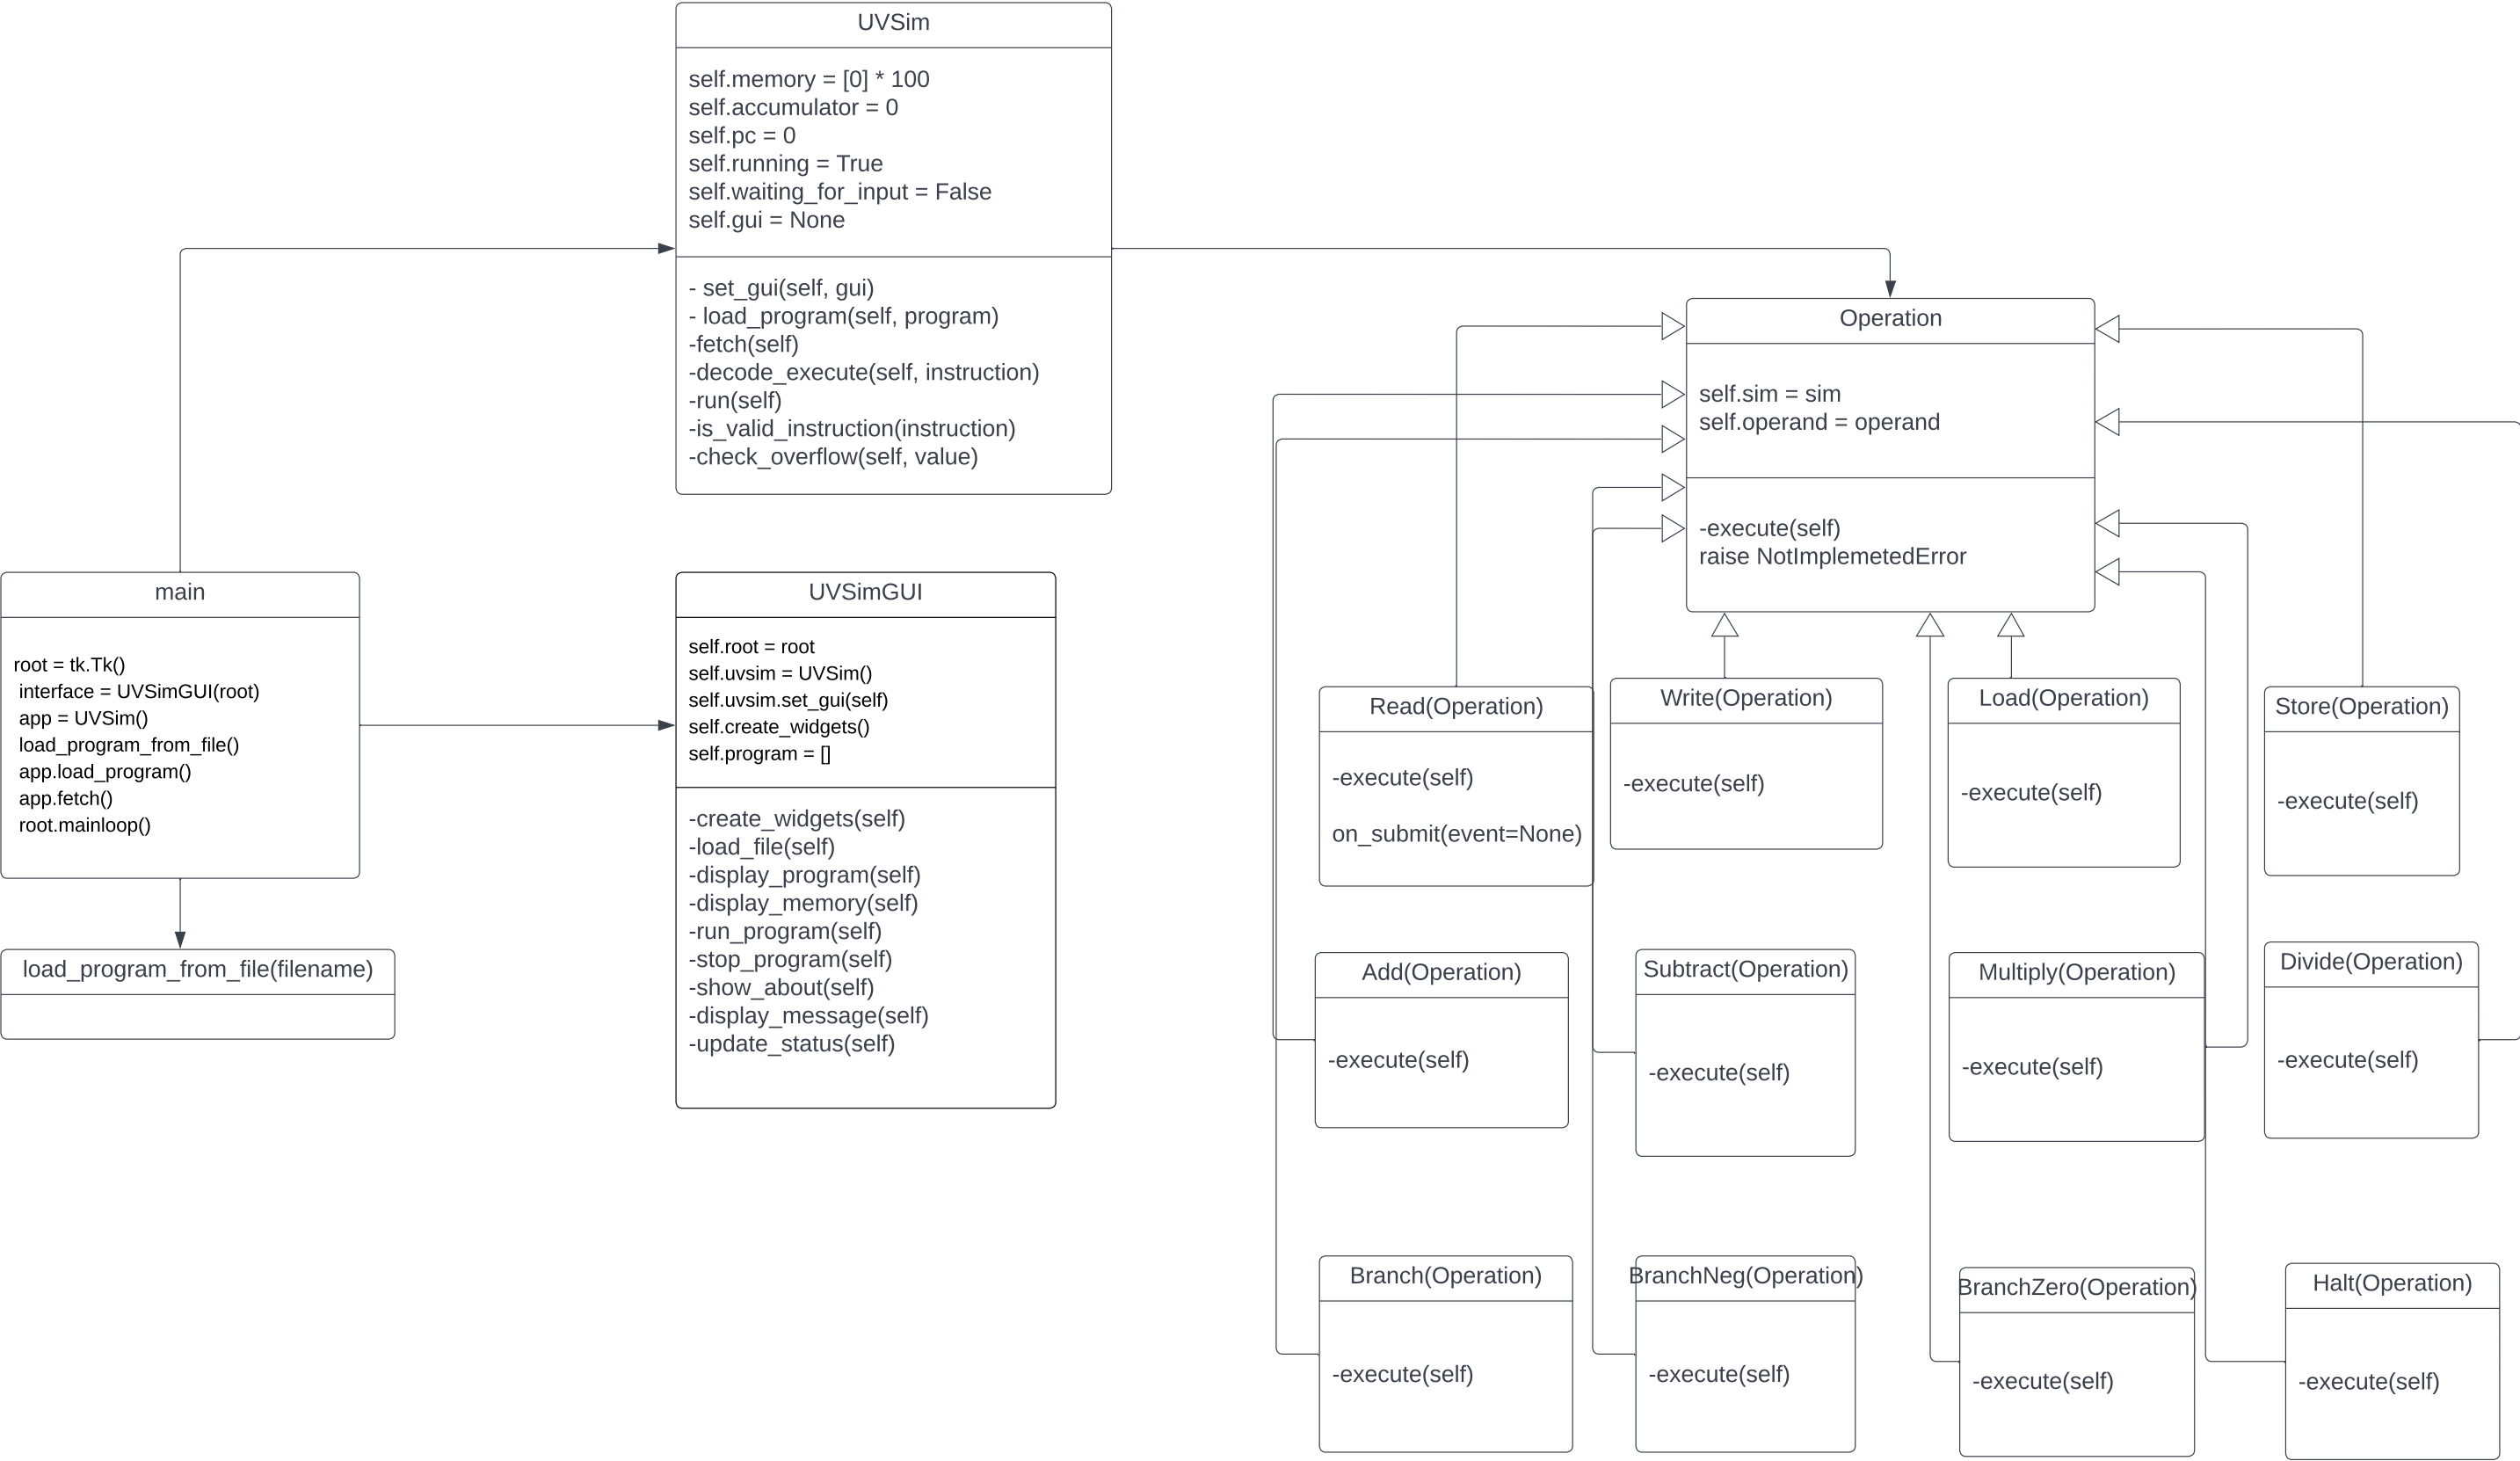 UVSim
self.memory = [0] * 100
self.accumulator = 0
self.pc = 0
self.running = True
self.waiting_for_input = False
self.gui = None
- set_gui(self, gui)
- load_program(self, program)
-fetch(self)
-decode_execute(self, instruction)
-run(self)
-is_valid_instruction(instruction)
-check_overflow(self, value)
Operation
self.sim = sim
self.operand = operand
-execute(self)
raise NotImplemetedError
main
root = tk.Tk()
interface = UVSimGUI(root)
app = UVSim()
load_program_from_file()
app.load_program()
app.fetch()
root.mainloop()
UVSimGUI
self.root = root
self.uvsim = UVSim()
self.uvsim.set_gui(self)
self.create_widgets()
self.program = []
-create_widgets(self)
-load_file(self)
-display_program(self)
-display_memory(self)
-run_program(self)
-stop_program(self)
-show_about(self)
-display_message(self)
-update_status(self)
load_program_from_file(filename)
Read(Operation)
-execute(self)
on_submit(event=None)
Write(Operation)
-execute(self)
Load(Operation)
-execute(self)
Store(Operation)
-execute(self)
Add(Operation)
-execute(self)
Subtract(Operation)
-execute(self)
Multiply(Operation)
-execute(self)
Divide(Operation)
-execute(self)
Branch(Operation)
-execute(self)
BranchNeg(Operation)
-execute(self)
BranchZero(Operation)
-execute(self)
Halt(Operation)
-execute(self)